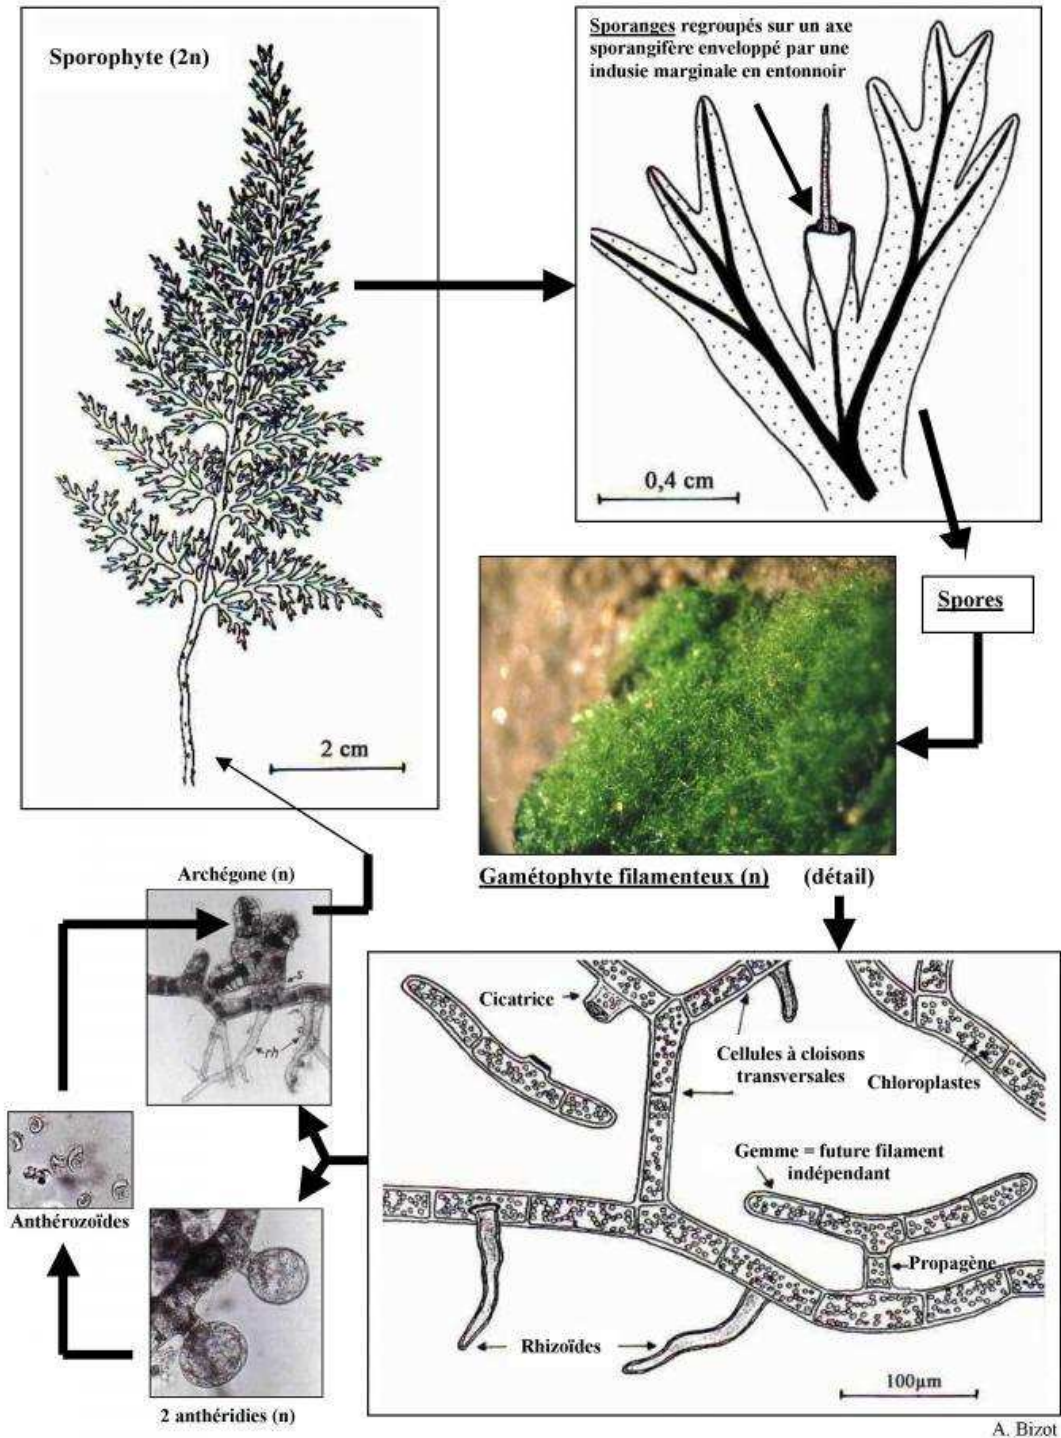 Sporophyte (2n)
Sporanges regroupés sur un axe
sporangifère enveloppé par une
indusie marginale en entonnoir
0,4 cm
2 cm
Spores
Gamétophyte filamenteux (n) (détail)
Archégone (n)
s
rh
Anthérozoïdes
2 anthéridies (n)
Cicatrice
Cellules à cloisons
transversales
Chloroplastes
Gemme = future filament
indépendant
Propagène
Rhizoïdes
100µm
A. Bizot